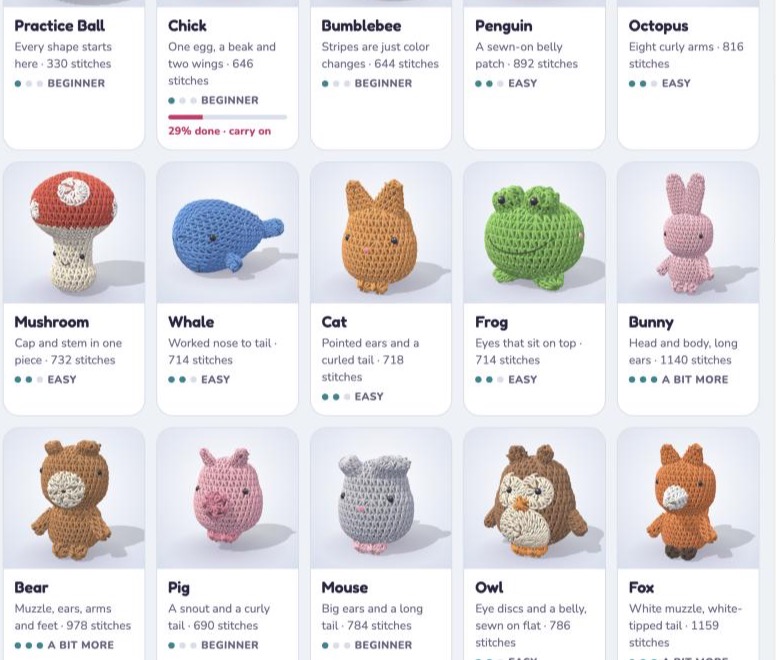 Practice Ball
Every shape starts
here · 330 stitches
BEGINNER
Chick
One egg, a beak and
two wings · 646
stitches
BEGINNER
29% done · carry on
Bumblebee
Stripes are just color
changes · 644 stitches
BEGINNER
Penguin
A sewn-on belly
patch · 892 stitches
EASY
Octopus
Eight curly arms · 816
stitches
EASY
Mushroom
Cap and stem in one
piece · 732 stitches
EASY
Whale
Worked nose to tail ·
714 stitches
EASY
Cat
Pointed ears and a
curled tail · 718
stitches
EASY
Frog
Eyes that sit on top ·
714 stitches
EASY
Bunny
Head and body, long
ears · 1140 stitches
A BIT MORE
Bear
Muzzle, ears, arms
and feet · 978 stitches
A BIT MORE
Pig
A snout and a curly
tail · 690 stitches
BEGINNER
Mouse
Big ears and a long
tail · 784 stitches
BEGINNER
Owl
Eye discs and a belly,
sewn on flat · 786
stitches
EASY
Fox
White muzzle, white-
tipped tail · 1159
stitches
A BIT MORE